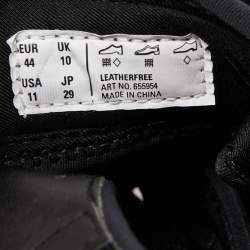 EUR UK
44 10
USA JP
11 29
LEATHERFREE
ART NO. 655954
MADE IN CHINA